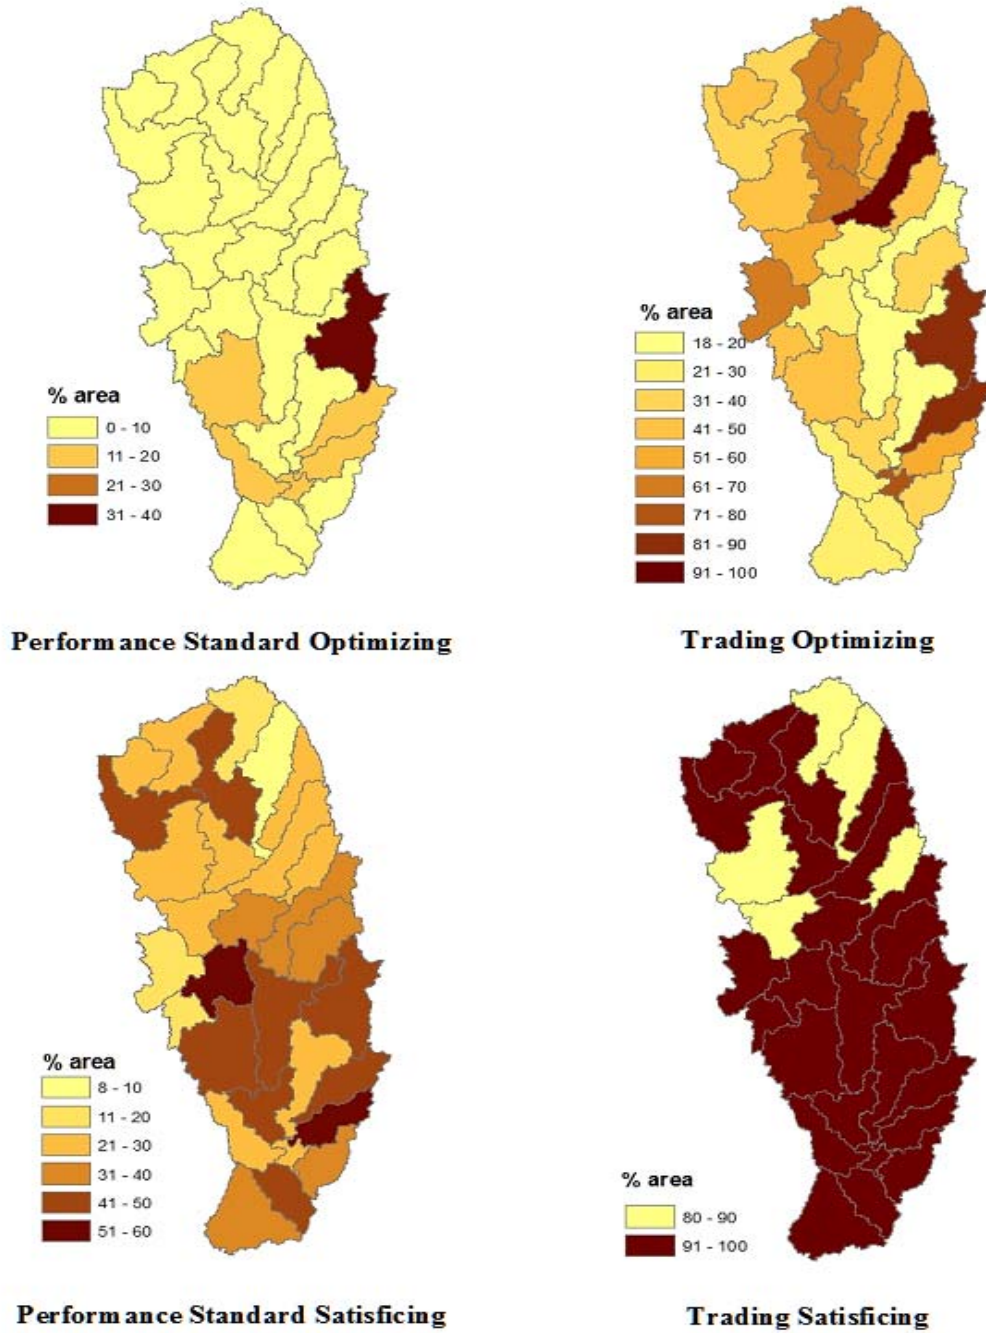 % area
0 - 10
11 - 20
21 - 30
31 - 40
% area
18 - 20
21 - 30
31 - 40
41 - 50
51 - 60
61 - 70
71 - 80
81 - 90
91 - 100
Performance Standard Optimizing
Trading Optimizing
% area
8 - 10
11 - 20
21 - 30
31 - 40
41 - 50
51 - 60
% area
80 - 90
91 - 100
Performance Standard Satisficing
Trading Satisficing